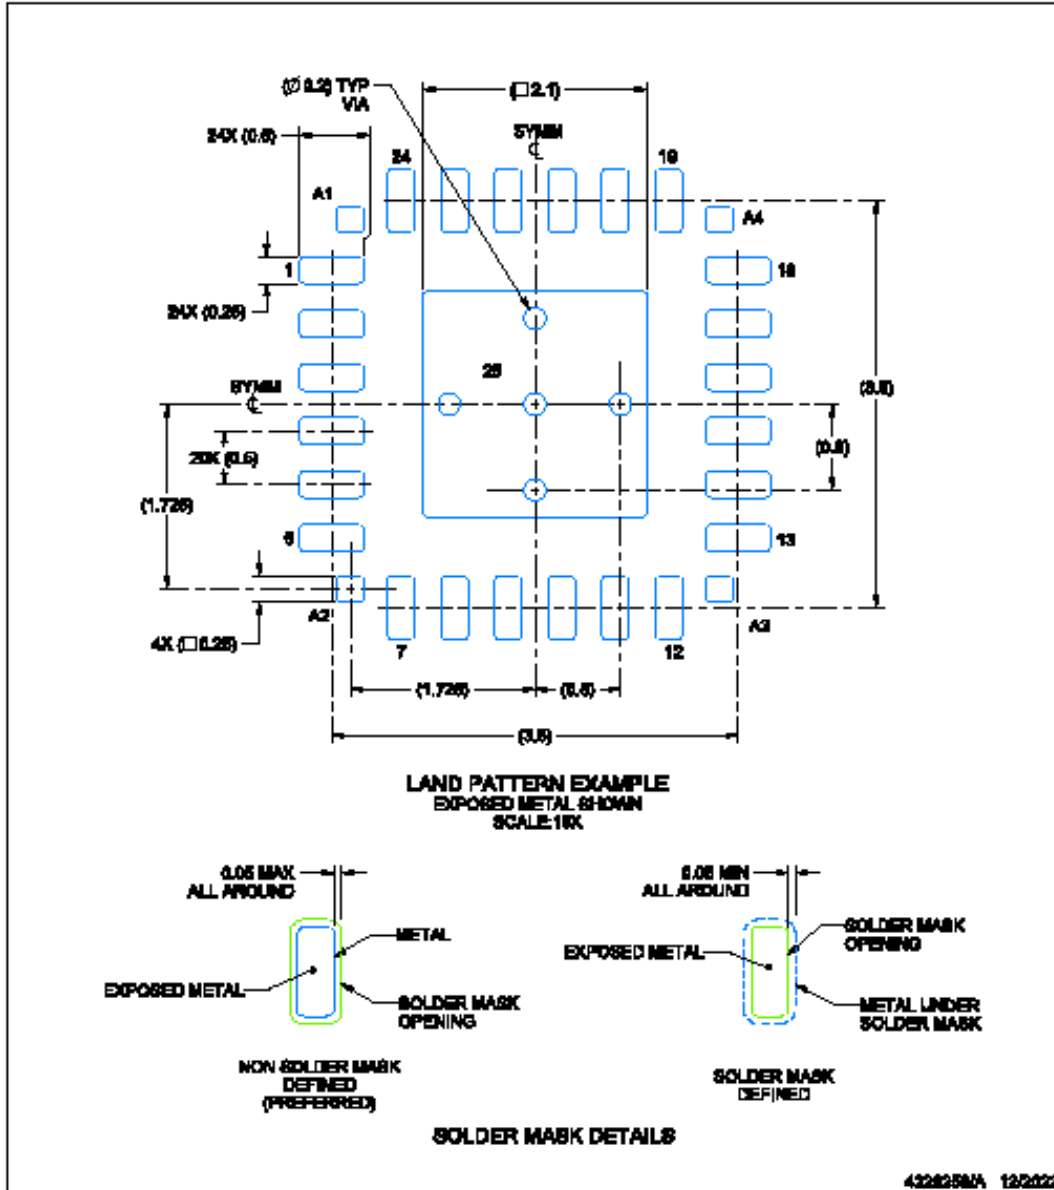 (Ø 0.2) TYP
VIA
(□ 2.1)
SYMM
24X (0.6)
24
19
A1
A4
1
18
24X (0.25)
25
SYMM
(3.8)
(0.8)
20X (0.5)
(1.725)
6
13
A2
A3
4X (□ 0.25)
7
12
(1.725)
(0.8)
(3.8)
LAND PATTERN EXAMPLE
EXPOSED METAL SHOWN
0.05 MAX
ALL AROUND
0.05 MIN
ALL AROUND
METAL
SOLDER MASK
OPENING
EXPOSED METAL
EXPOSED METAL
SOLDER MASK
OPENING
METAL UNDER
SOLDER MASK
NON SOLDER MASK
DEFINED
(PREFERRED)
SOLDER MASK
DEFINED
SOLDER MASK DETAILS